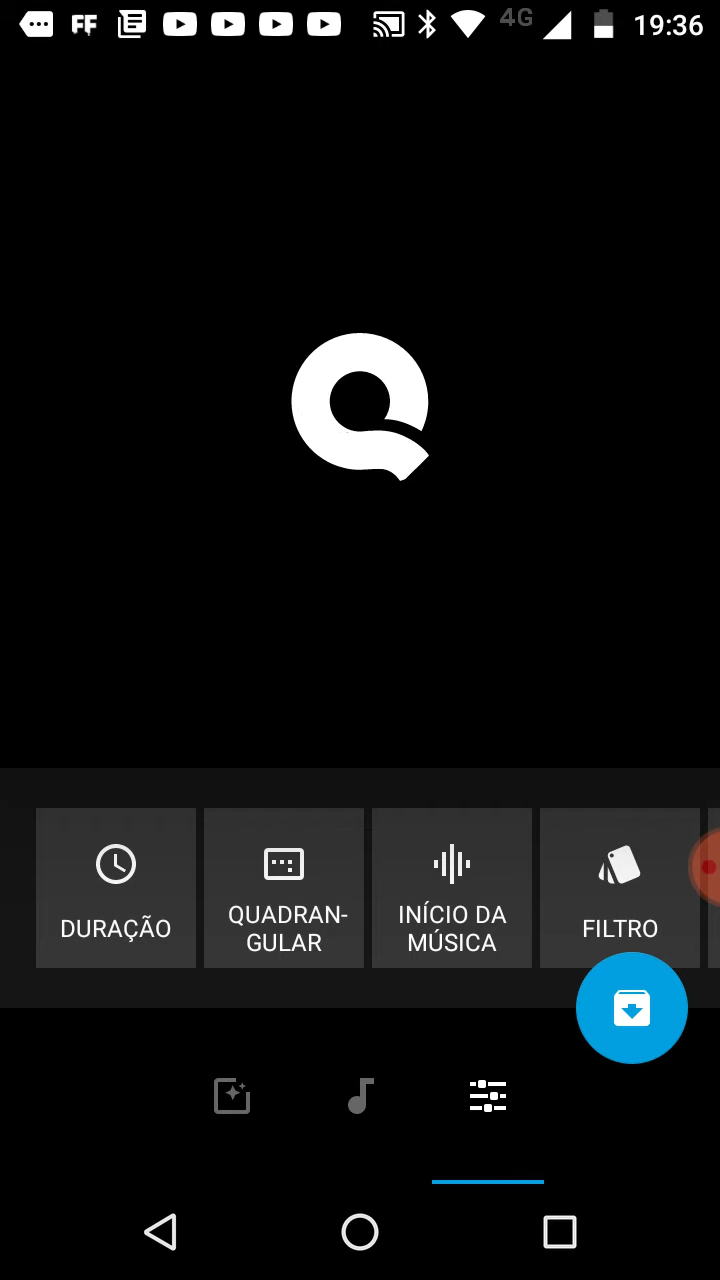 FF 4G 19:36
DURAÇÃO
QUADRAN-
GULAR
INÍCIO DA
MÚSICA
FILTRO